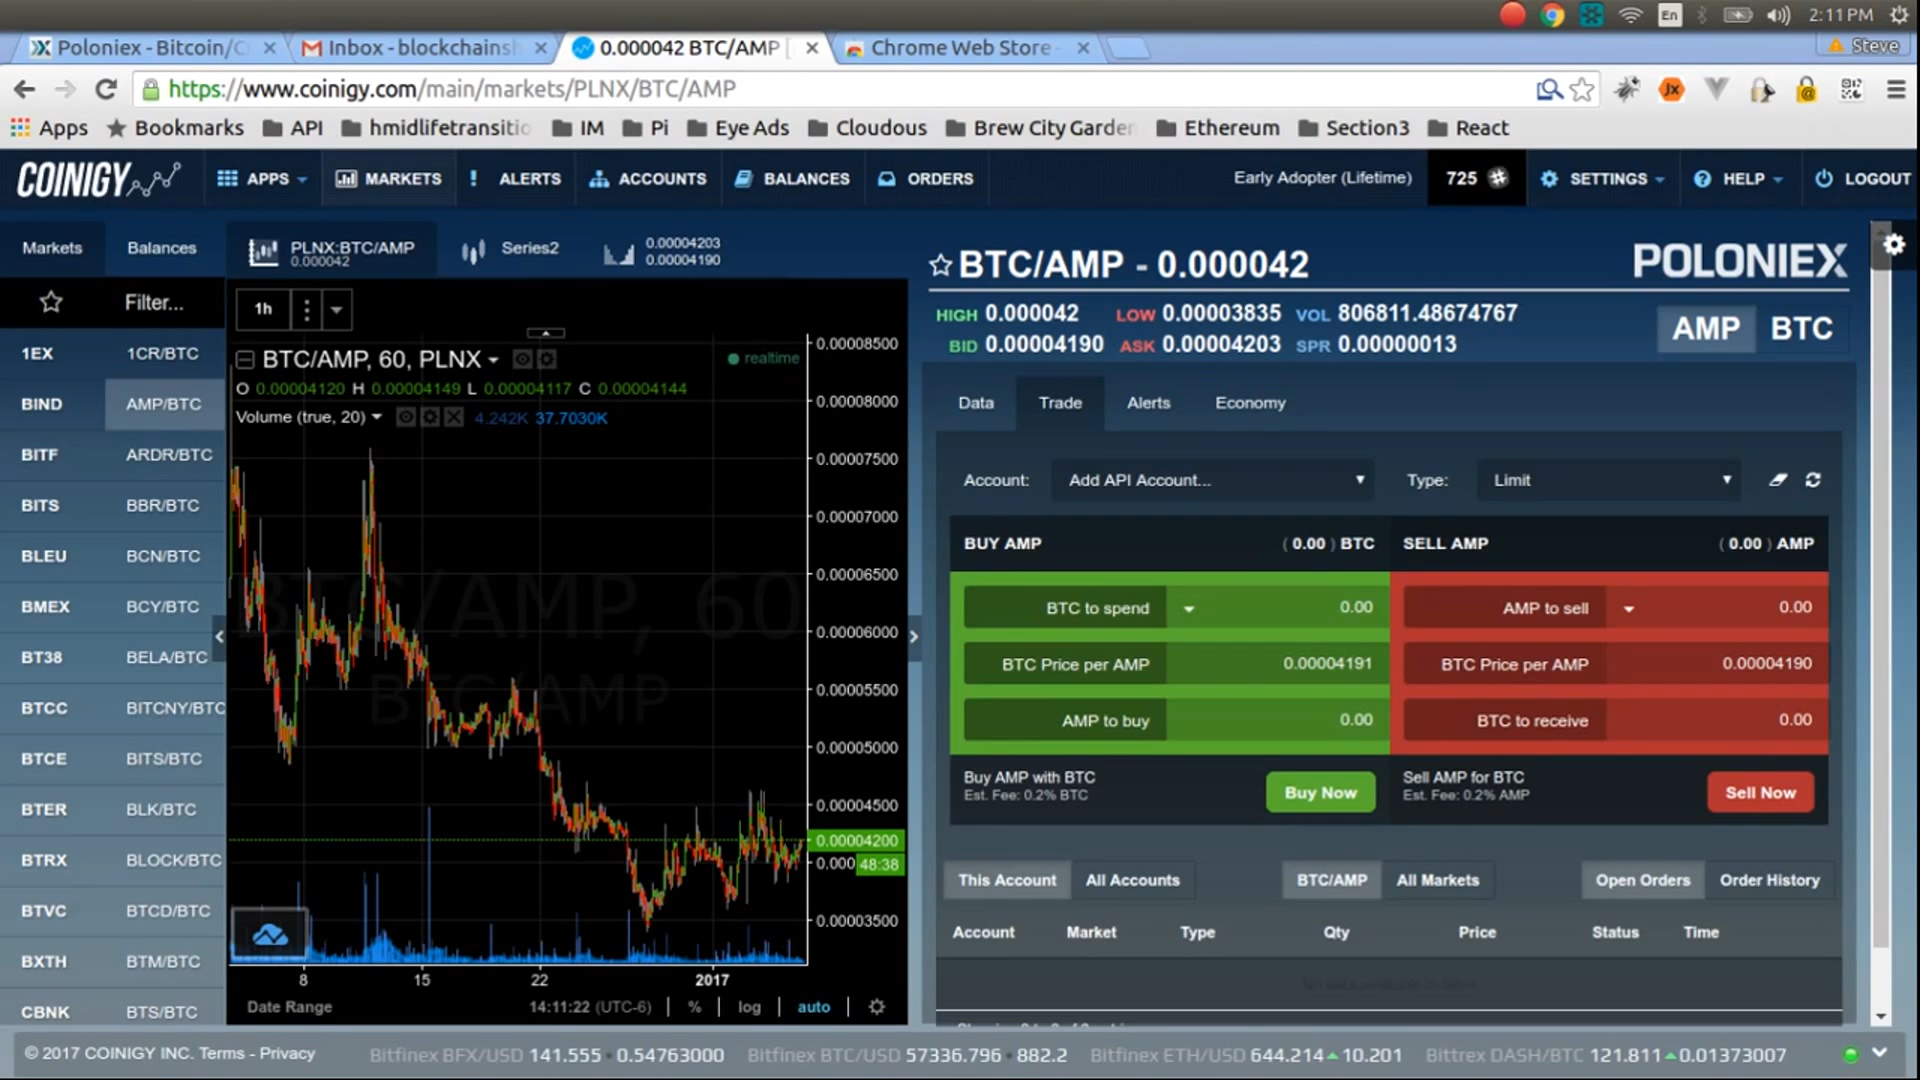 En
2:11 PM
Poloniex - Bitcoin/C
Inbox - blockchainsh
0.000042 BTC/AMP [
Chrome Web Store -
Steve
https://www.coinigy.com/main/markets/PLNX/BTC/AMP
Apps
Bookmarks
API
hmidlifetransitio
IM
Pi
Eye Ads
Cloudous
Brew City Garden
Ethereum
Section3
React
COINIGY
APPS
MARKETS
ALERTS
ACCOUNTS
BALANCES
ORDERS
Early Adopter (Lifetime)
725
SETTINGS
HELP
LOGOUT
Markets
Balances
PLNX:BTC/AMP
0.000042
Series2
0.00004203
0.00004190
Filter...
1EX 1CR/BTC
BIND AMP/BTC
BITF ARDR/BTC
BITS BBR/BTC
BLEU BCN/BTC
BMEX BCY/BTC
BT38 BELA/BTC
BTCC BITCNY/BTC
BTCE BITS/BTC
BTER BLK/BTC
BTRX BLOCK/BTC
BTVC BTCD/BTC
BXTH BTM/BTC
CBNK BTS/BTC
1h
BTC/AMP, 60, PLNX
realtime
O 0.00004120 H 0.00004149 L 0.00004117 C 0.00004144
Volume (true, 20)
4.242K 37.7030K
BTC/AMP, 60
BTC/AMP
0.00008500
0.00008000
0.00007500
0.00007000
0.00006500
0.00006000
0.00005500
0.00005000
0.00004500
0.00004200
0.000
48:38
0.00003500
8 15 22 2017
Date Range
14:11:22 (UTC-6)
%
log
auto
BTC/AMP - 0.000042
POLONIEX
HIGH 0.000042 LOW 0.00003835 VOL 806811.48674767
BID 0.00004190 ASK 0.00004203 SPR 0.00000013
AMP BTC
Data Trade Alerts Economy
Account: Add API Account... Type: Limit
BUY AMP (0.00) BTC
SELL AMP (0.00) AMP
BTC to spend 0.00
AMP to sell 0.00
BTC Price per AMP 0.00004191
BTC Price per AMP 0.00004190
AMP to buy 0.00
BTC to receive 0.00
Buy AMP with BTC
Est. Fee: 0.2% BTC
Buy Now
Sell AMP for BTC
Est. Fee: 0.2% AMP
Sell Now
This Account All Accounts BTC/AMP All Markets Open Orders Order History
Account Market Type Qty Price Status Time
© 2017 COINIGY INC. Terms - Privacy
Bitfinex BFX/USD 141.555 0.54763000
Bitfinex BTC/USD 57336.796 882.2
Bitfinex ETH/USD 644.214 10.201
Bittrex DASH/BTC 121.811 0.01373007